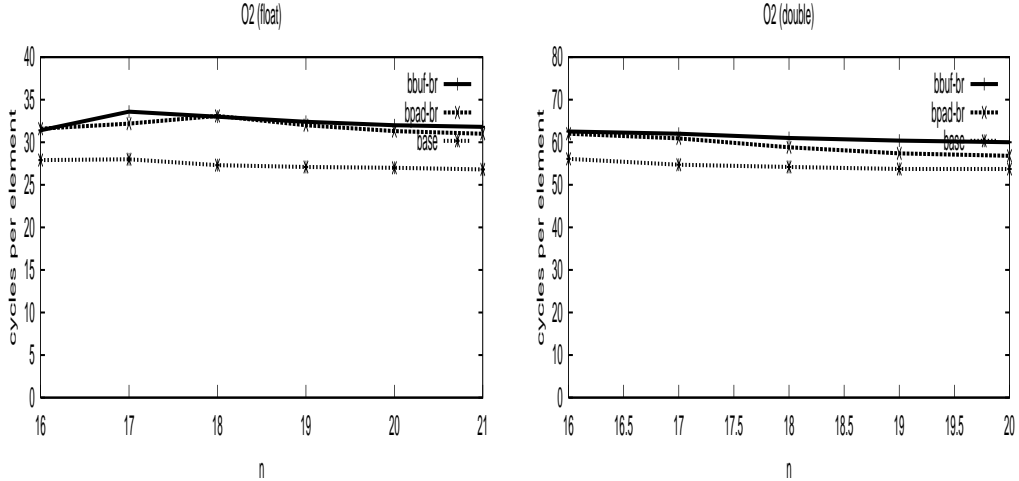 O2 (float)
40
35
30
25
20
15
10
5
0
cycles per element
bbuf-br
bpad-br
base
16
17
18
19
20
21
n
O2 (double)
80
70
60
50
40
30
20
10
0
cycles per element
bbuf-br
bpad-br
base
16
16.5
17
17.5
18
18.5
19
19.5
20
n